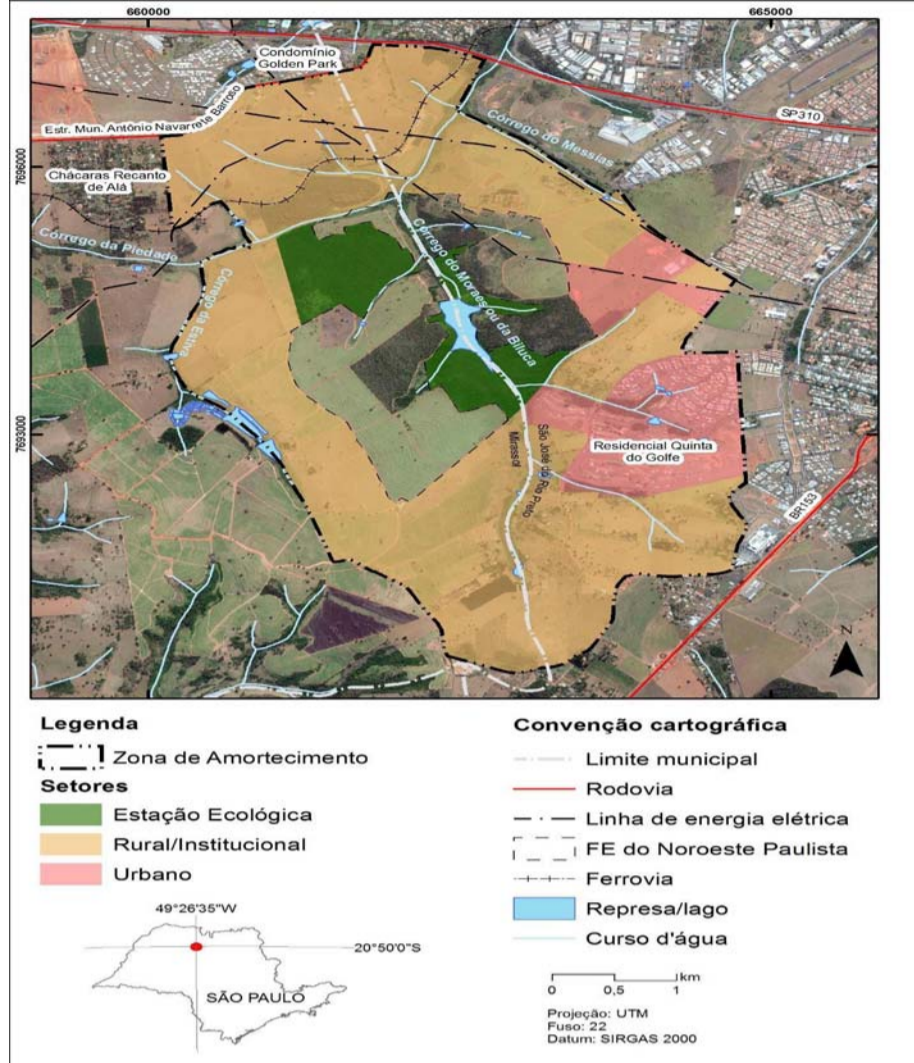 660000
665000
Condomínio
Golden Park
SP310
Estr. Mun. Antônio Navarrete Barroso
Córrego do Messias
7696000
Chácaras Recanto
de Alá
Córrego da Piedade
Córrego da Estiva
Córrego do Moraes ou da Biluca
7693000
Mirassol
São José do Rio Preto
Residencial Quinta
do Golfe
BR153
N
Legenda
Zona de Amortecimento
Setores
Estação Ecológica
Rural/Institucional
Urbano
49°26'35"W
20°50'0"S
SÃO PAULO
Convenção cartográfica
Limite municipal
Rodovia
Linha de energia elétrica
FE do Noroeste Paulista
Ferrovia
Represa/lago
Curso d'água
km
0 0,5 1
Projeção: UTM
Fuso: 22
Datum: SIRGAS 2000